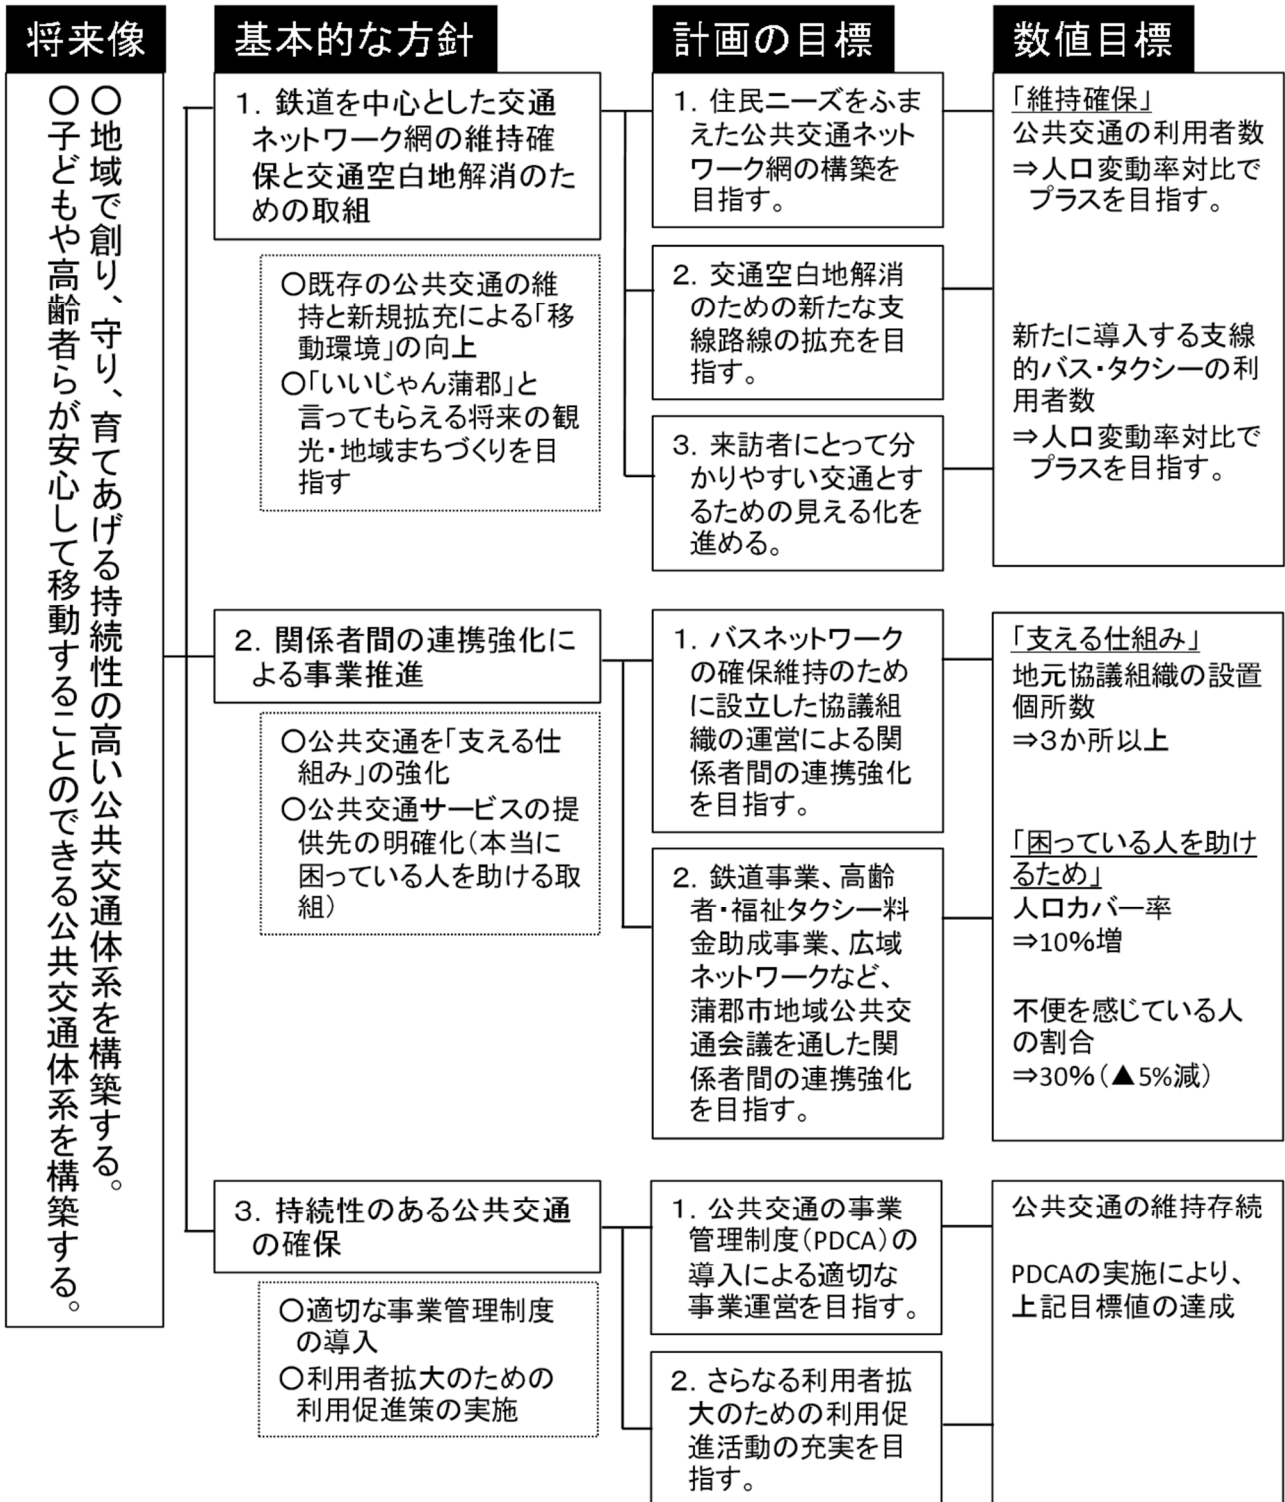 将来像
〇地域で創り、守り、育てあげる持続性の高い公共交通体系を構築する。
〇子どもや高齢者らが安心して移動することのできる公共交通体系を構築する。
基本的な方針
1．鉄道を中心とした交通
ネットワーク網の維持確
保と交通空白地解消のた
めの取組
〇既存の公共交通の維
持と新規拡充による「移
動環境」の向上
〇「いいじゃん蒲郡」と
言ってもらえる将来の観
光・地域まちづくりを目
指す
2．関係者間の連携強化に
よる事業推進
〇公共交通を「支える仕
組み」の強化
〇公共交通サービスの提
供先の明確化（本当に
困っている人を助ける取
組）
3．持続性のある公共交通
の確保
〇適切な事業管理制度
の導入
〇利用者拡大のための
利用促進策の実施
計画の目標
1．住民ニーズをふま
えた公共交通ネット
ワーク網の構築を
目指す。
2．交通空白地解消
のための新たな支
線路線の拡充を目
指す。
3．来訪者にとって分
かりやすい交通とす
るための見える化を
進める。
1．バスネットワーク
の確保維持のため
に設立した協議組
織の運営による関
係者間の連携強化
を目指す。
2．鉄道事業、高齢
者・福祉タクシー料
金助成事業、広域
ネットワークなど、
蒲郡市地域公共交
通会議を通した関
係者間の連携強化
を目指す。
1．公共交通の事業
管理制度（PDCA）の
導入による適切な
事業運営を目指す。
2．さらなる利用者拡
大のための利用促
進活動の充実を目
指す。
数値目標
「維持確保」
公共交通の利用者数
⇒人口変動率対比で
プラスを目指す。
新たに導入する支線
的バス・タクシーの利
用者数
⇒人口変動率対比で
プラスを目指す。
「支える仕組み」
地元協議組織の設置
個所数
⇒3か所以上
「困っている人を助け
るため」
人口カバー率
⇒10%増
不便を感じている人
の割合
⇒30%（▲5%減）
公共交通の維持存続
PDCAの実施により、
上記目標値の達成